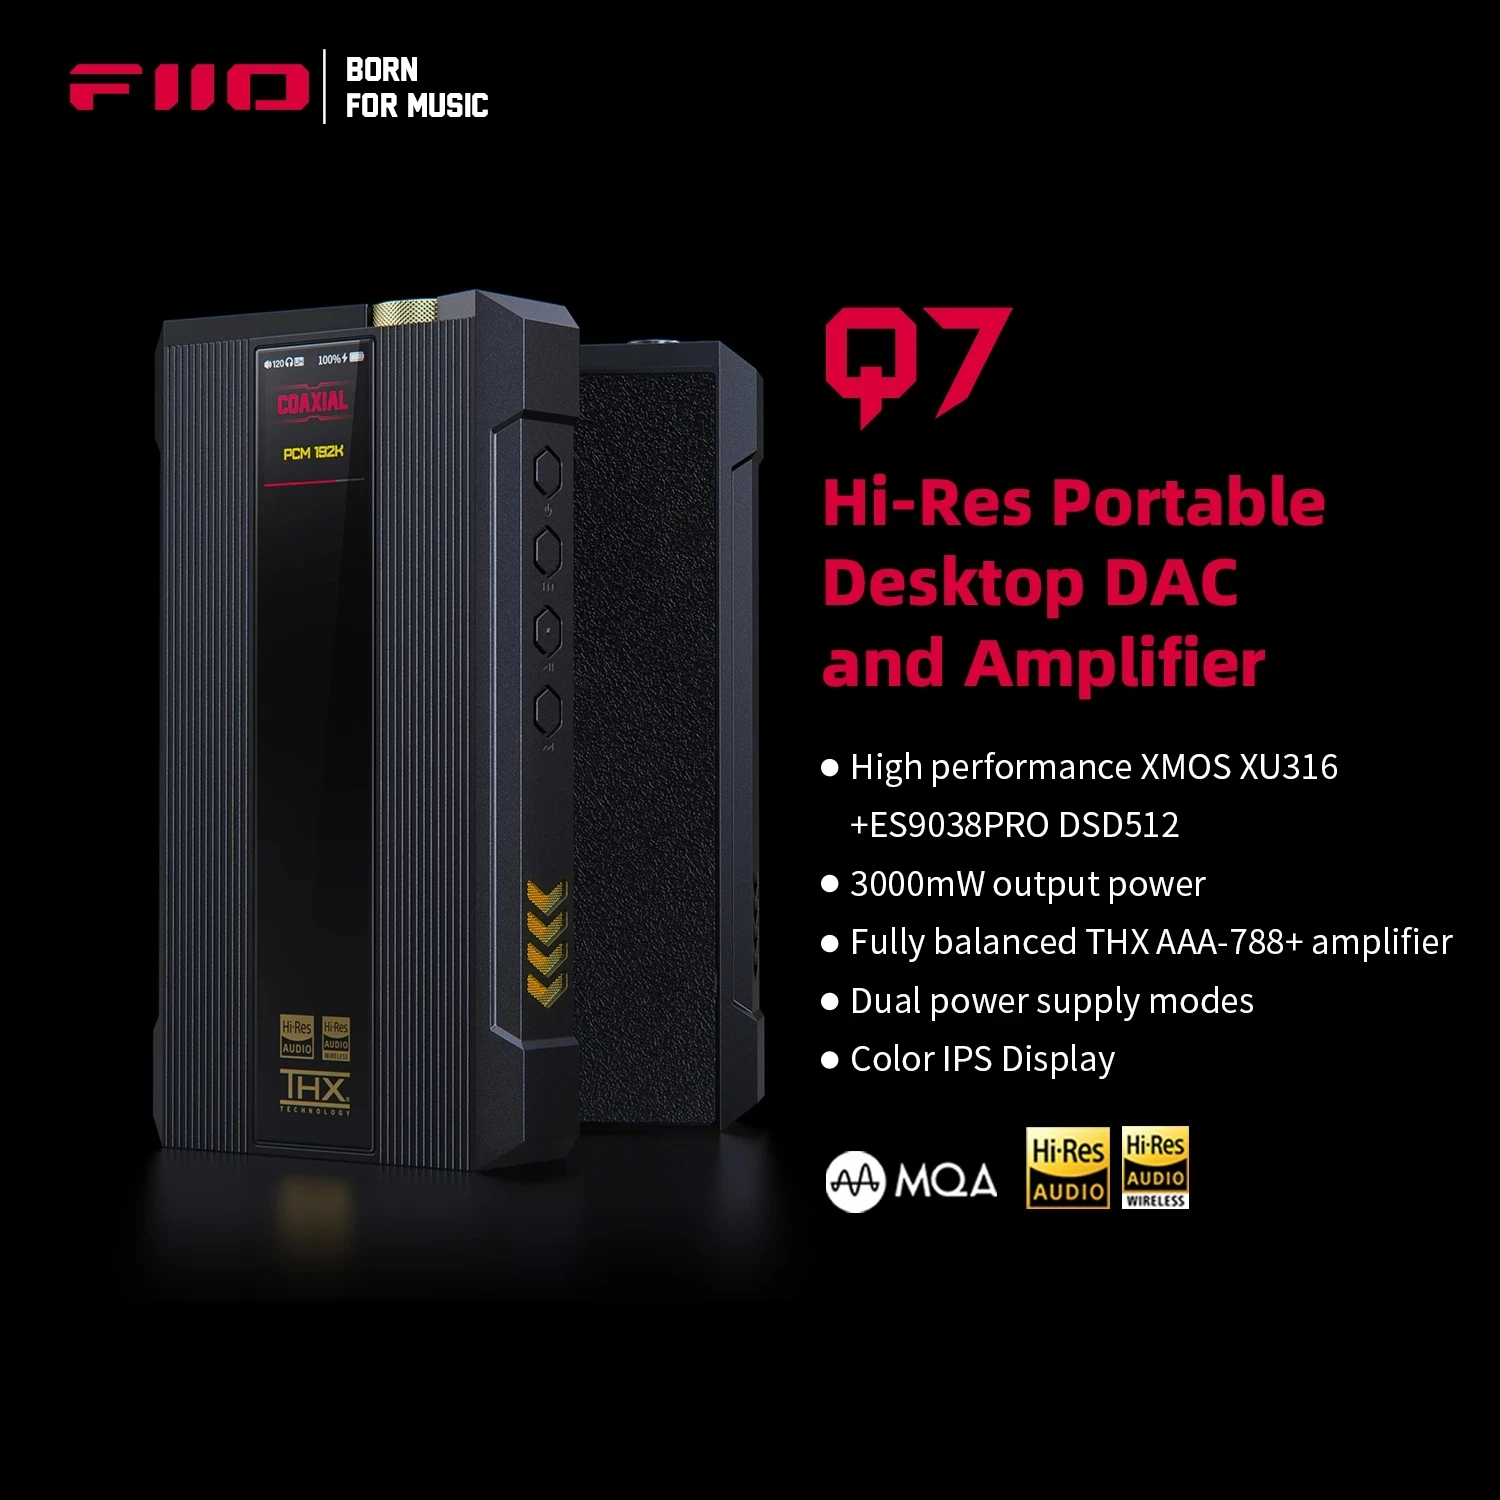 FIIO
BORN
FOR MUSIC
120
100%
COAXIAL
PCM 192K
Hi-Res
AUDIO
Hi-Res
AUDIO
WIRELESS
THX
TECHNOLOGY
Q7
Hi-Res Portable
Desktop DAC
and Amplifier
● High performance XMOS XU316
+ES9038PRO DSD512
● 3000mW output power
● Fully balanced THX AAA-788+ amplifier
● Dual power supply modes
● Color IPS Display
MQA
Hi-Res
AUDIO
Hi-Res
AUDIO
WIRELESS